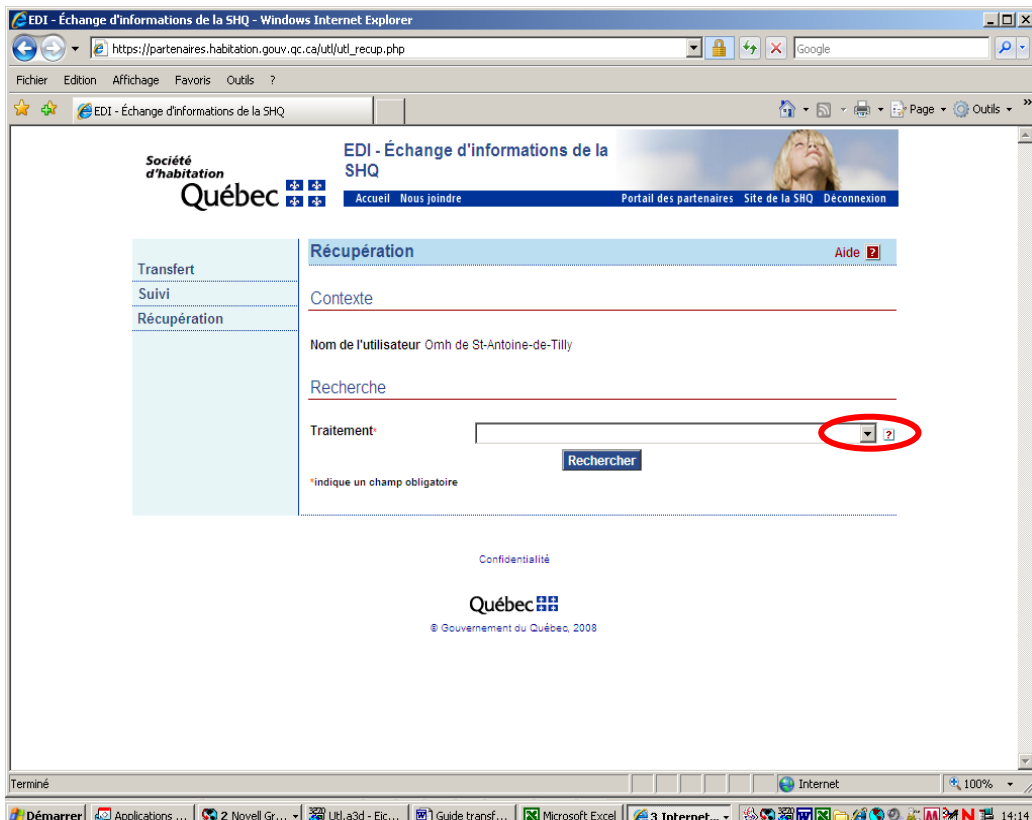 EDI - Échange d'informations de la SHQ - Windows Internet Explorer
https://partenaires.habitation.gouv.qc.ca/utl/utl_recup.php
Google
Fichier Edition Affichage Favoris Outils ?
EDI - Échange d'informations de la SHQ
Page Outils »
Société
d'habitation
Québec
EDI - Échange d'informations de la
SHQ
Accueil Nous joindre Portail des partenaires Site de la SHQ Déconnexion
Transfert
Suivi
Récupération
Récupération Aide ?
Contexte
Nom de l'utilisateur Omh de St-Antoine-de-Tilly
Recherche
Traitement* ?
Rechercher
*indique un champ obligatoire
Confidentialité
Québec
© Gouvernement du Québec, 2008
Terminé Internet 100%
Démarrer Applications ... 2 Novell Gr... Utl.a3d - Eic... Guide transf... Microsoft Excel 3 Internet... 14:14